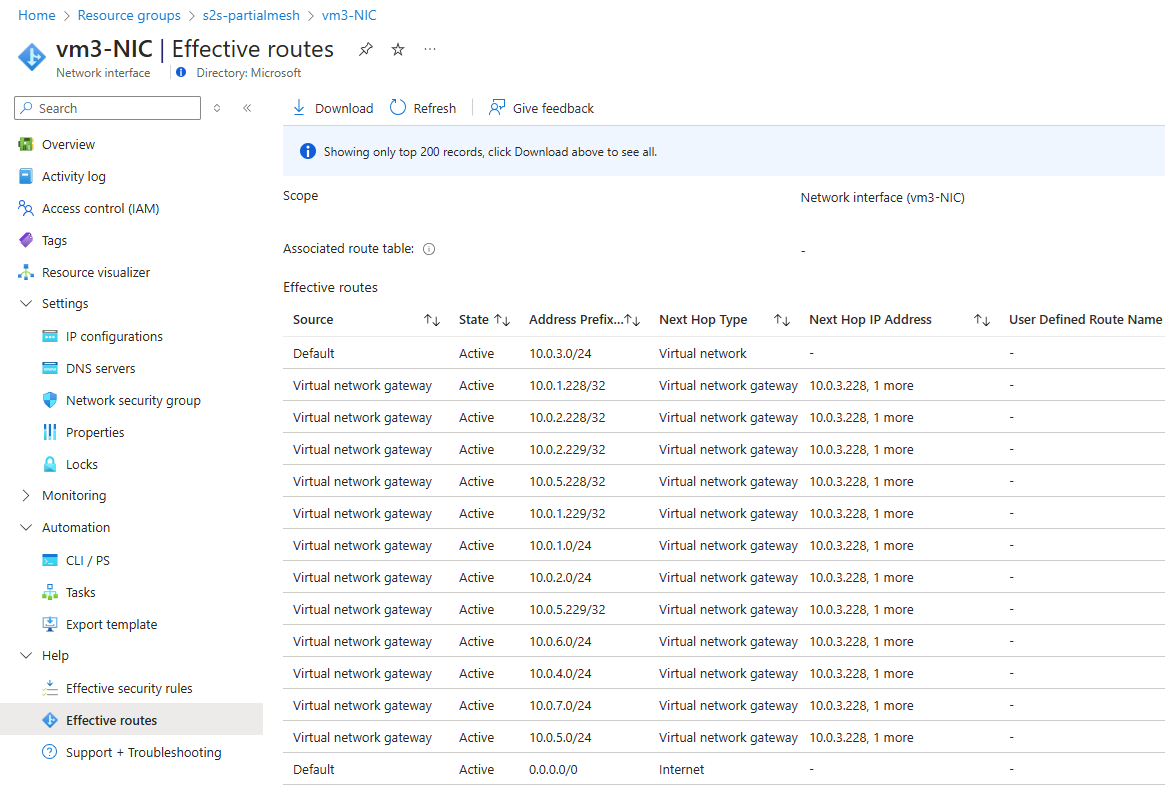 Home > Resource groups > s2s-partialmesh > vm3-NIC
vm3-NIC | Effective routes
Network interface
Directory: Microsoft
Search
Overview
Activity log
Access control (IAM)
Tags
Resource visualizer
Settings
IP configurations
DNS servers
Network security group
Properties
Locks
Monitoring
Automation
CLI / PS
Tasks
Export template
Help
Effective security rules
Effective routes
Support + Troubleshooting
Download Refresh Give feedback
Showing only top 200 records, click Download above to see all.
Scope Network interface (vm3-NIC)
Associated route table: -
Effective routes
Source State Address Prefix... Next Hop Type Next Hop IP Address User Defined Route Name
Default Active 10.0.3.0/24 Virtual network - -
Virtual network gateway Active 10.0.1.228/32 Virtual network gateway 10.0.3.228, 1 more -
Virtual network gateway Active 10.0.2.228/32 Virtual network gateway 10.0.3.228, 1 more -
Virtual network gateway Active 10.0.2.229/32 Virtual network gateway 10.0.3.228, 1 more -
Virtual network gateway Active 10.0.5.228/32 Virtual network gateway 10.0.3.228, 1 more -
Virtual network gateway Active 10.0.1.229/32 Virtual network gateway 10.0.3.228, 1 more -
Virtual network gateway Active 10.0.1.0/24 Virtual network gateway 10.0.3.228, 1 more -
Virtual network gateway Active 10.0.2.0/24 Virtual network gateway 10.0.3.228, 1 more -
Virtual network gateway Active 10.0.5.229/32 Virtual network gateway 10.0.3.228, 1 more -
Virtual network gateway Active 10.0.6.0/24 Virtual network gateway 10.0.3.228, 1 more -
Virtual network gateway Active 10.0.4.0/24 Virtual network gateway 10.0.3.228, 1 more -
Virtual network gateway Active 10.0.7.0/24 Virtual network gateway 10.0.3.228, 1 more -
Virtual network gateway Active 10.0.5.0/24 Virtual network gateway 10.0.3.228, 1 more -
Default Active 0.0.0.0/0 Internet - -